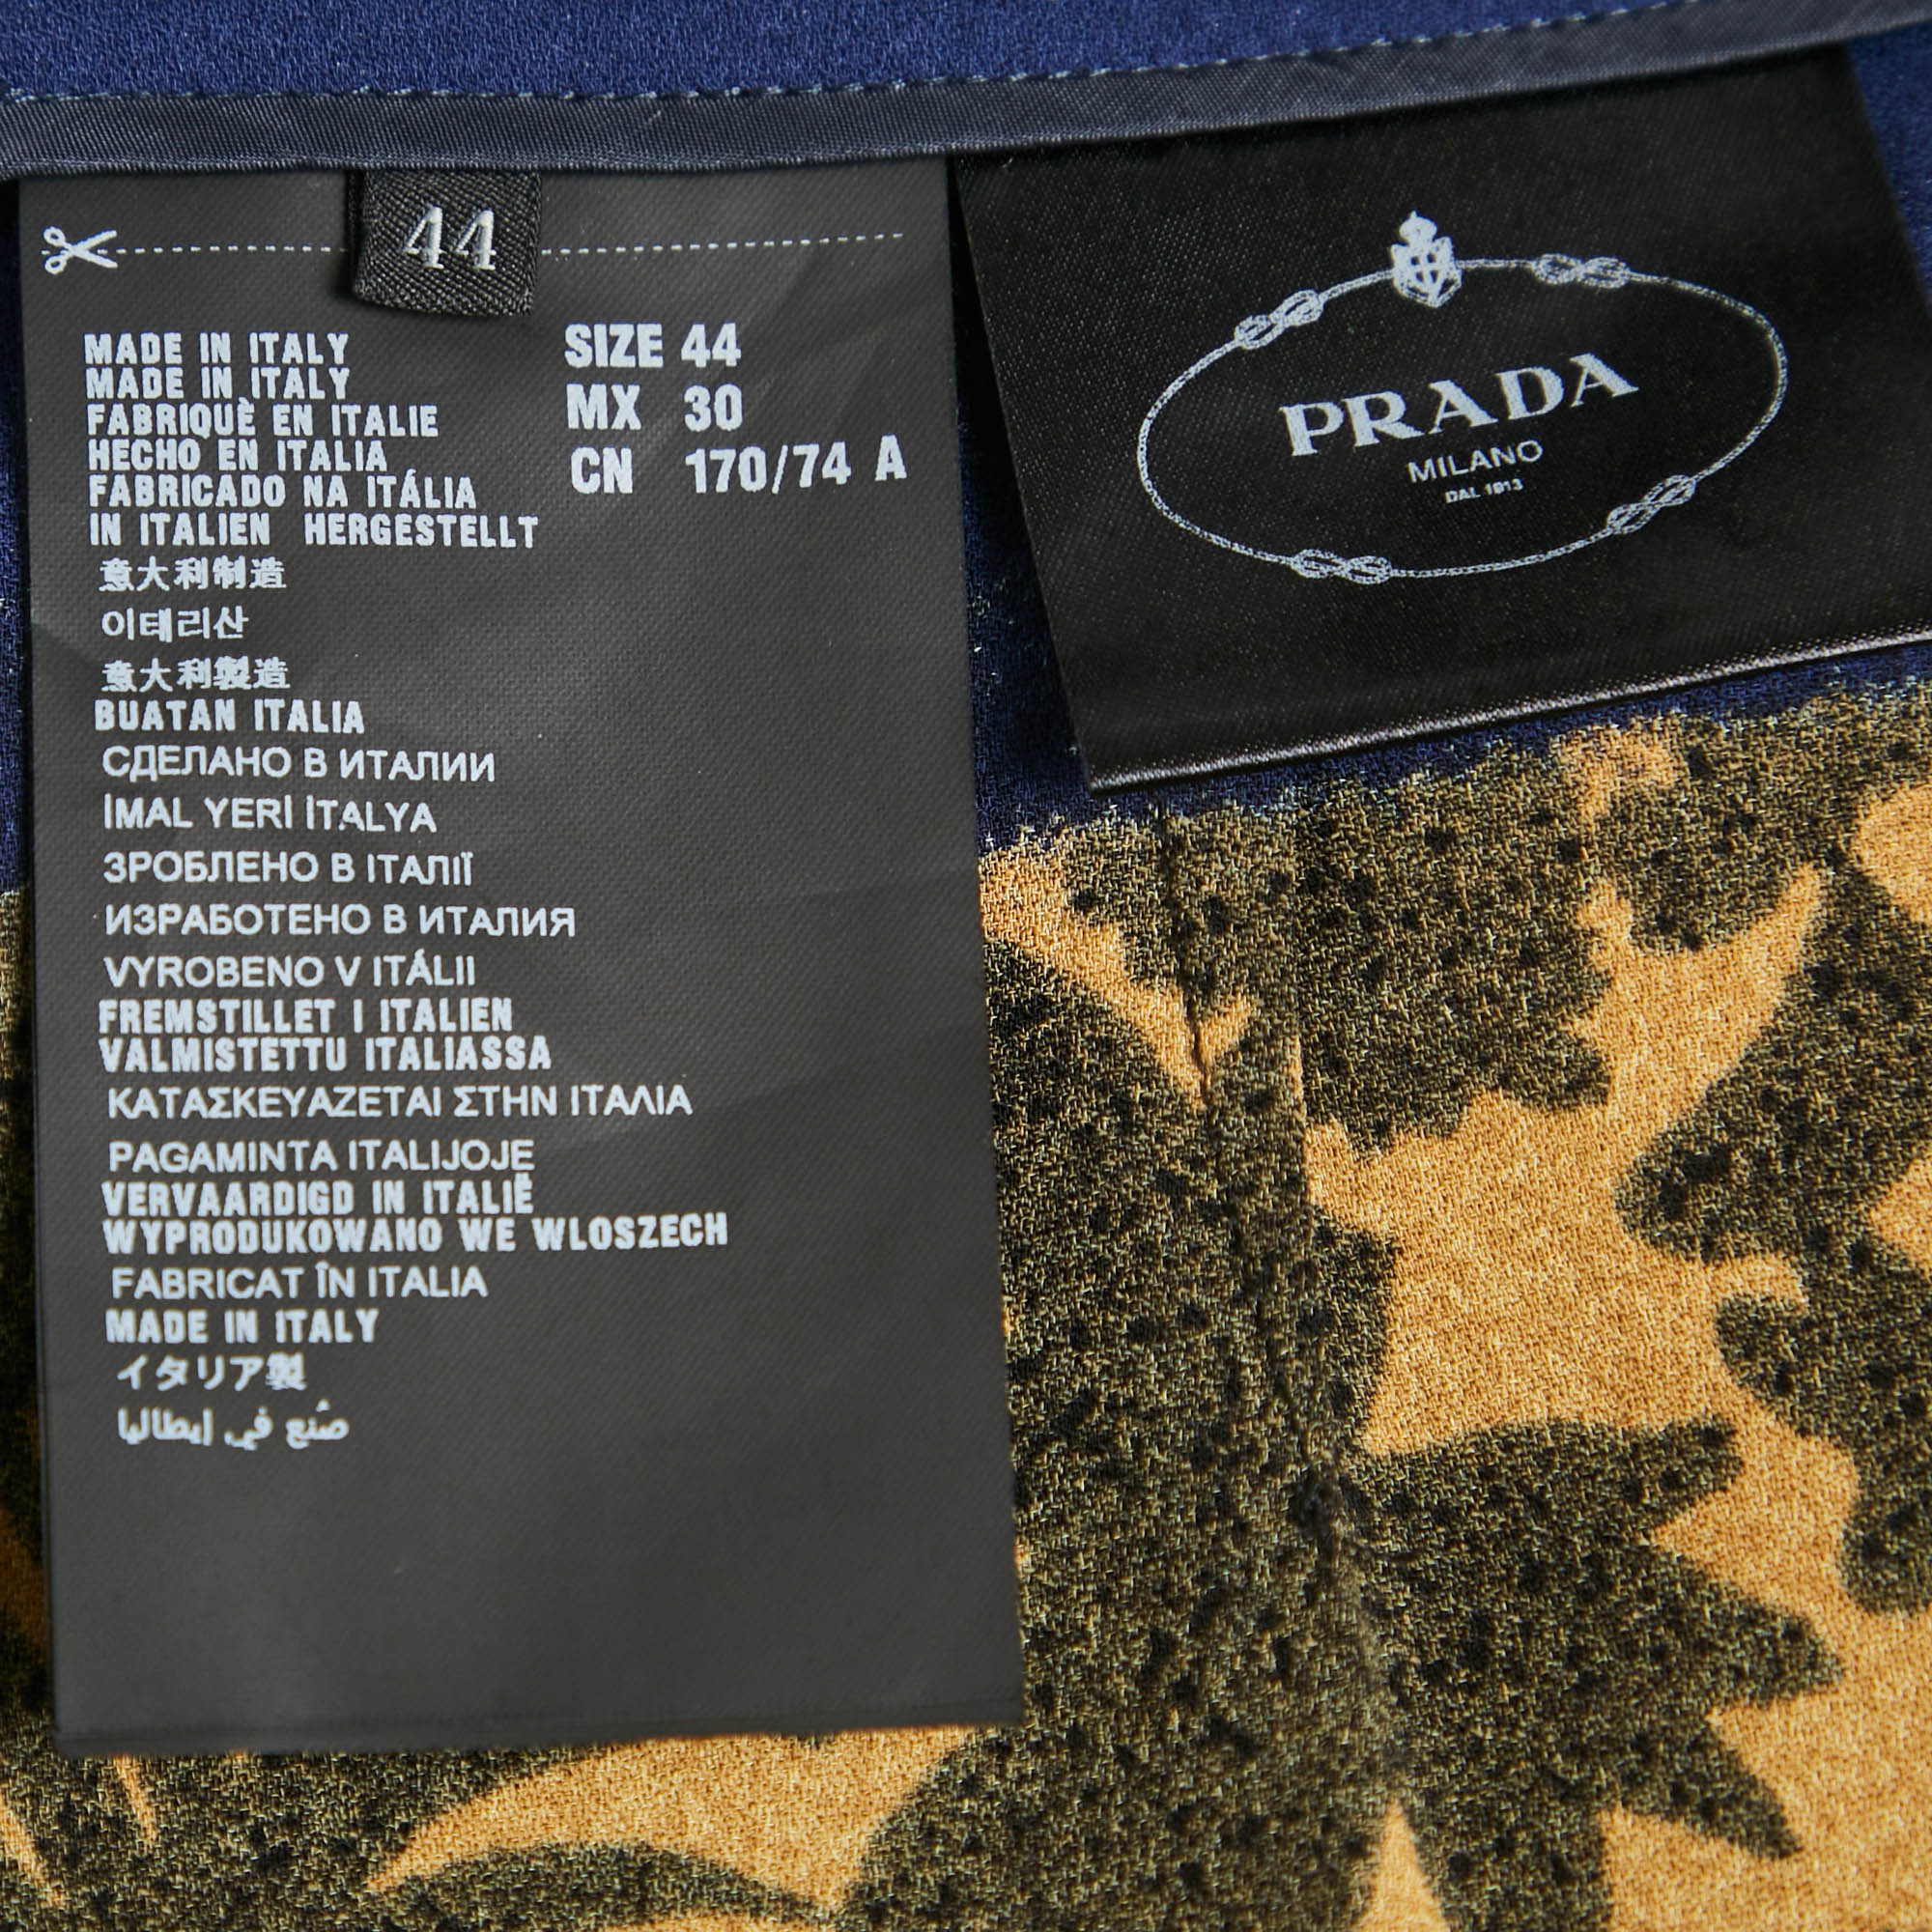 44
MADE IN ITALY
MADE IN ITALY
FABRIQUÈ EN ITALIE
HECHO EN ITALIA
FABRICADO NA ITÁLIA
IN ITALIEN HERGESTELLT
意大利制造
이태리산
意大利製造
BUATAN ITALIA
СДЕЛАНО В ИТАЛИИ
İMAL YERİ İTALYA
ЗРОБЛЕНО В ІТАЛІЇ
ИЗРАБОТЕНО В ИТАЛИЯ
VYROBENO V ITÁLII
FREMSTILLET I ITALIEN
VALMISTETTU ITALIASSA
ΚΑΤΑΣΚΕΥΑΖΕΤΑΙ ΣΤΗΝ ΙΤΑΛΙΑ
PAGAMINTA ITALIJOJE
VERVAARDIGD IN ITALIË
WYPRODUKOWANO WE WLOSZECH
FABRICAT ÎN ITALIA
MADE IN ITALY
イタリア製
صُنع في إيطاليا
SIZE 44
MX 30
CN 170/74 A
PRADA
MILANO
DAL 1913